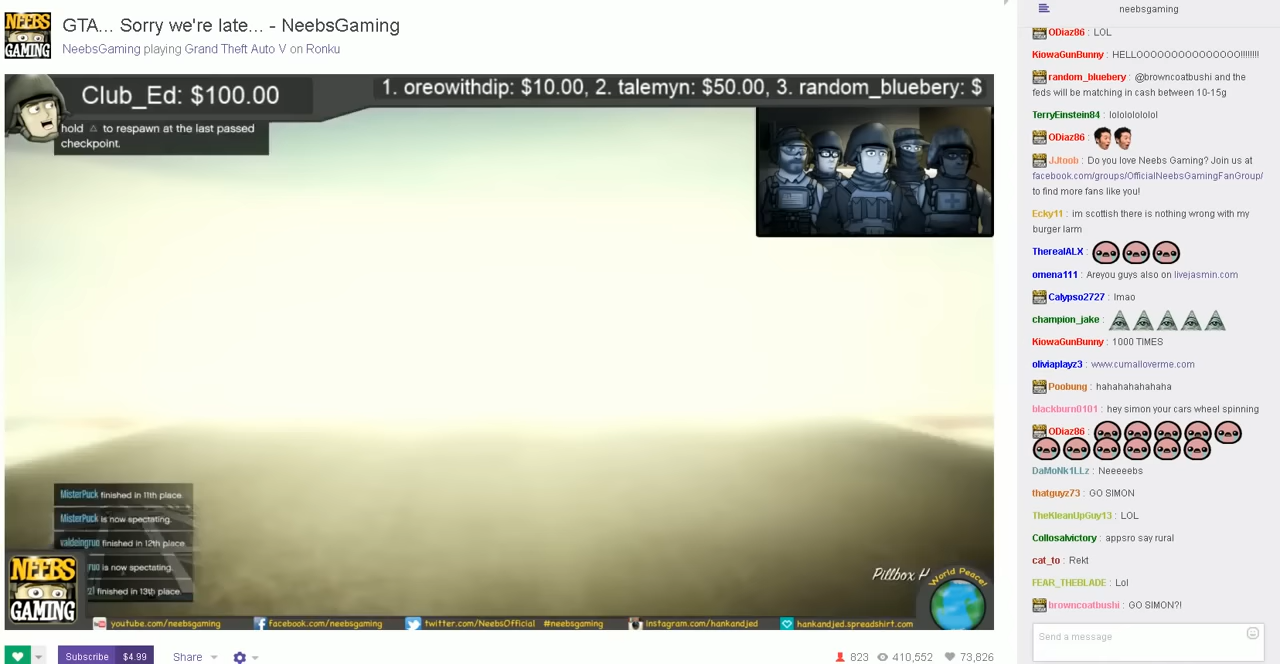 GTA... Sorry we're late... - NeebsGaming
NeebsGaming playing Grand Theft Auto V on Ronku
NEEBS
GAMING
Club_Ed: $100.00
1. oreowithdip: $10.00, 2. talemyn: $50.00, 3. random_bluebery: $
hold △ to respawn at the last passed
checkpoint.
MisterPuck finished in 11th place.
MisterPuck is now spectating.
valdeingruo finished in 12th place.
ruo is now spectating.
finished in 13th place.
NEEBS
GAMING
Pillbox H
World Peace!
youtube.com/neebsgaming
facebook.com/neebsgaming
twitter.com/NeebsOfficial #neebsgaming
instagram.com/hankandjed
hankandjed.spreadshirt.com
Subscribe $4.99
Share
823 410,552 73,826
neebsgaming
ODiaz86 : LOL
KiowaGunBunny : HELLOOOOOOOOOOOOOOO!!!!!!!!
random_bluebery : @browncoatbushi and the
feds will be matching in cash between 10-15g
TerryEinstein84 : lolololololol
ODiaz86 :
JJtoob : Do you love Neebs Gaming? Join us at
facebook.com/groups/OfficialNeebsGamingFanGroup/
to find more fans like you!
Ecky11 : im scottish there is nothing wrong with my
burger larm
TherealALX :
omena111 : Areyou guys also on livejasmin.com
Calypso2727 : lmao
champion_jake :
KiowaGunBunny : 1000 TIMES
oliviaplayz3 : www.cumalloverme.com
Poobung : hahahahahahaha
blackburn0101 : hey simon your cars wheel spinning
ODiaz86 :
DaMoNk1LLz : Neeeeebs
thatguyz73 : GO SIMON
TheKleanUpGuy13 : LOL
Collosalvictory : appsro say rural
cat_to : Rekt
FEAR_THEBLADE : Lol
browncoatbushi : GO SIMON?!
Send a message